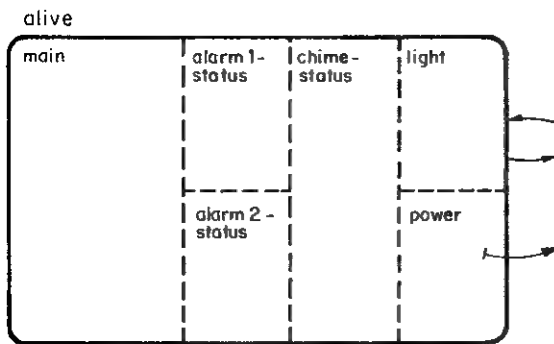 alive
main
alarm 1-
status
chime-
status
light
alarm 2-
status
power